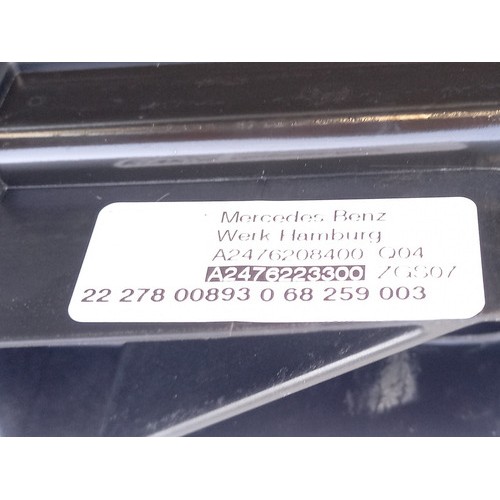 Mercedes Benz
Werk Hamburg
A2476208400 Q04
A2476223300 ZGS07
22 278 00893 0 68 259 003